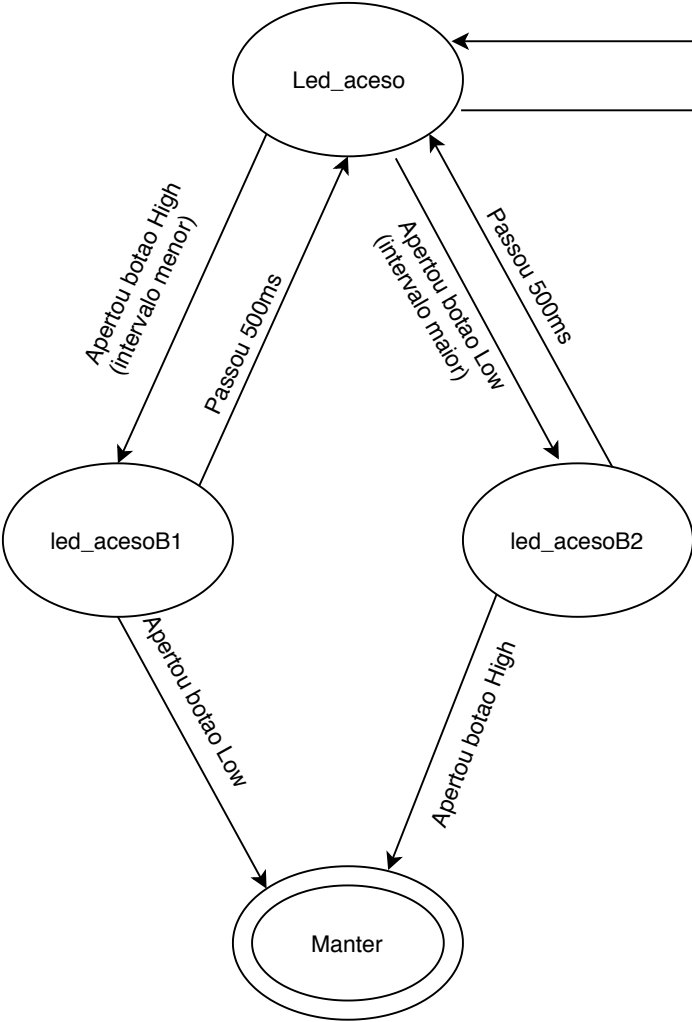 Led_aceso
Apertou botao High
(intervalo menor)
Passou 500ms
Apertou botao Low
(intervalo maior)
Passou 500ms
led_acesoB1
led_acesoB2
Apertou botao Low
Apertou botao High
Manter